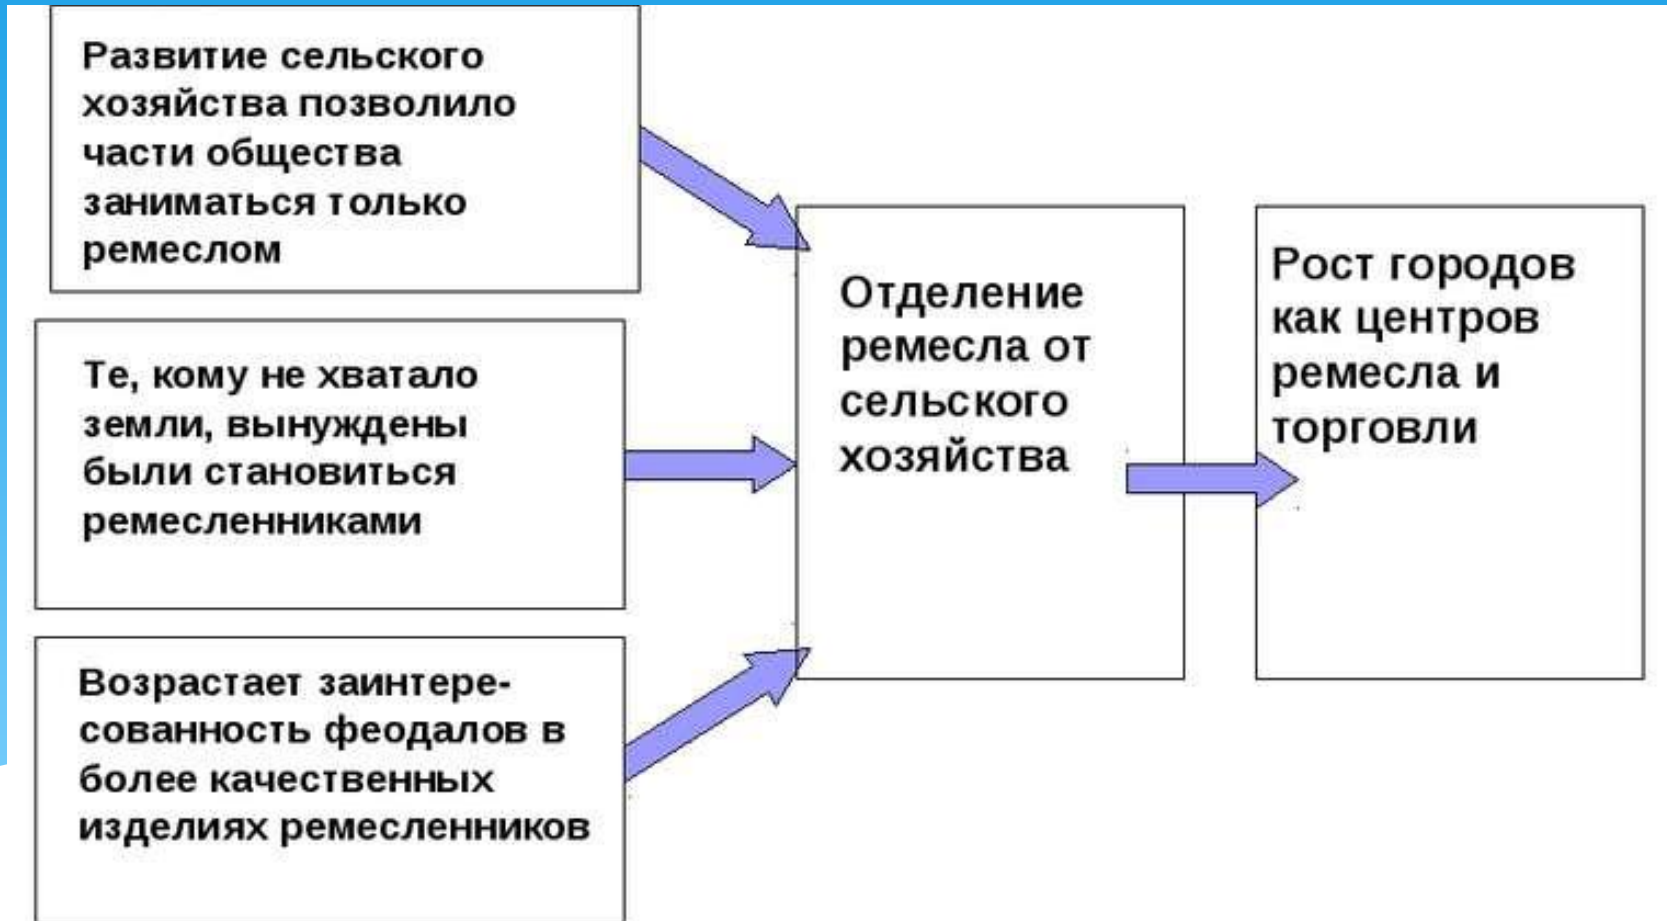 Развитие сельского
хозяйства позволило
части общества
заниматься только
ремеслом
Те, кому не хватало
земли, вынуждены
были становиться
ремесленниками
Возрастает заинтере-
сованность феодалов в
более качественных
изделиях ремесленников
Отделение
ремесла от
сельского
хозяйства
Рост городов
как центров
ремесла и
торговли